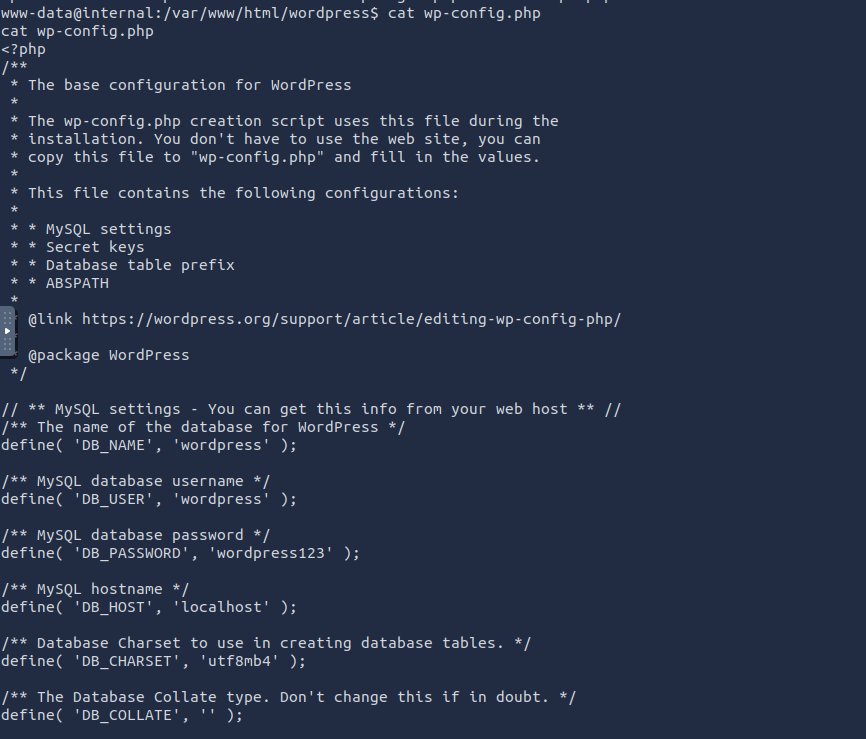 www-data@internal:/var/www/html/wordpress$ cat wp-config.php
cat wp-config.php
<?php
/**
 * The base configuration for WordPress
 *
 * The wp-config.php creation script uses this file during the
 * installation. You don't have to use the web site, you can
 * copy this file to "wp-config.php" and fill in the values.
 *
 * This file contains the following configurations:
 *
 * * MySQL settings
 * * Secret keys
 * * Database table prefix
 * * ABSPATH
 *
@link https://wordpress.org/support/article/editing-wp-config-php/
@package WordPress
 */
// ** MySQL settings - You can get this info from your web host ** //
/** The name of the database for WordPress */
define( 'DB_NAME', 'wordpress' );
/** MySQL database username */
define( 'DB_USER', 'wordpress' );
/** MySQL database password */
define( 'DB_PASSWORD', 'wordpress123' );
/** MySQL hostname */
define( 'DB_HOST', 'localhost' );
/** Database Charset to use in creating database tables. */
define( 'DB_CHARSET', 'utf8mb4' );
/** The Database Collate type. Don't change this if in doubt. */
define( 'DB_COLLATE', '' );